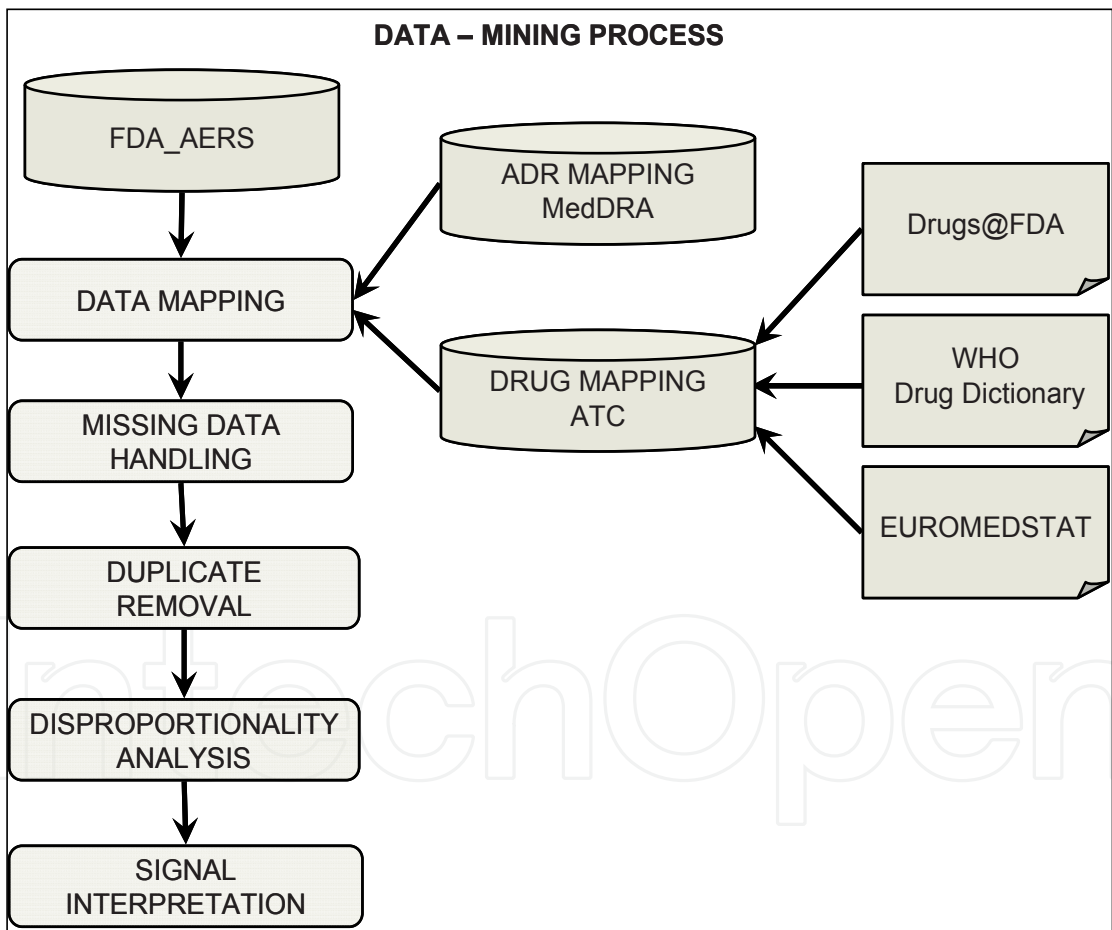 DATA – MINING PROCESS
FDA_AERS
ADR MAPPING
MedDRA
Drugs@FDA
DATA MAPPING
WHO
Drug Dictionary
DRUG MAPPING
ATC
MISSING DATA
HANDLING
EUROMEDSTAT
DUPLICATE
REMOVAL
DISPROPORTIONALITY
ANALYSIS
SIGNAL
INTERPRETATION
ntechOpen